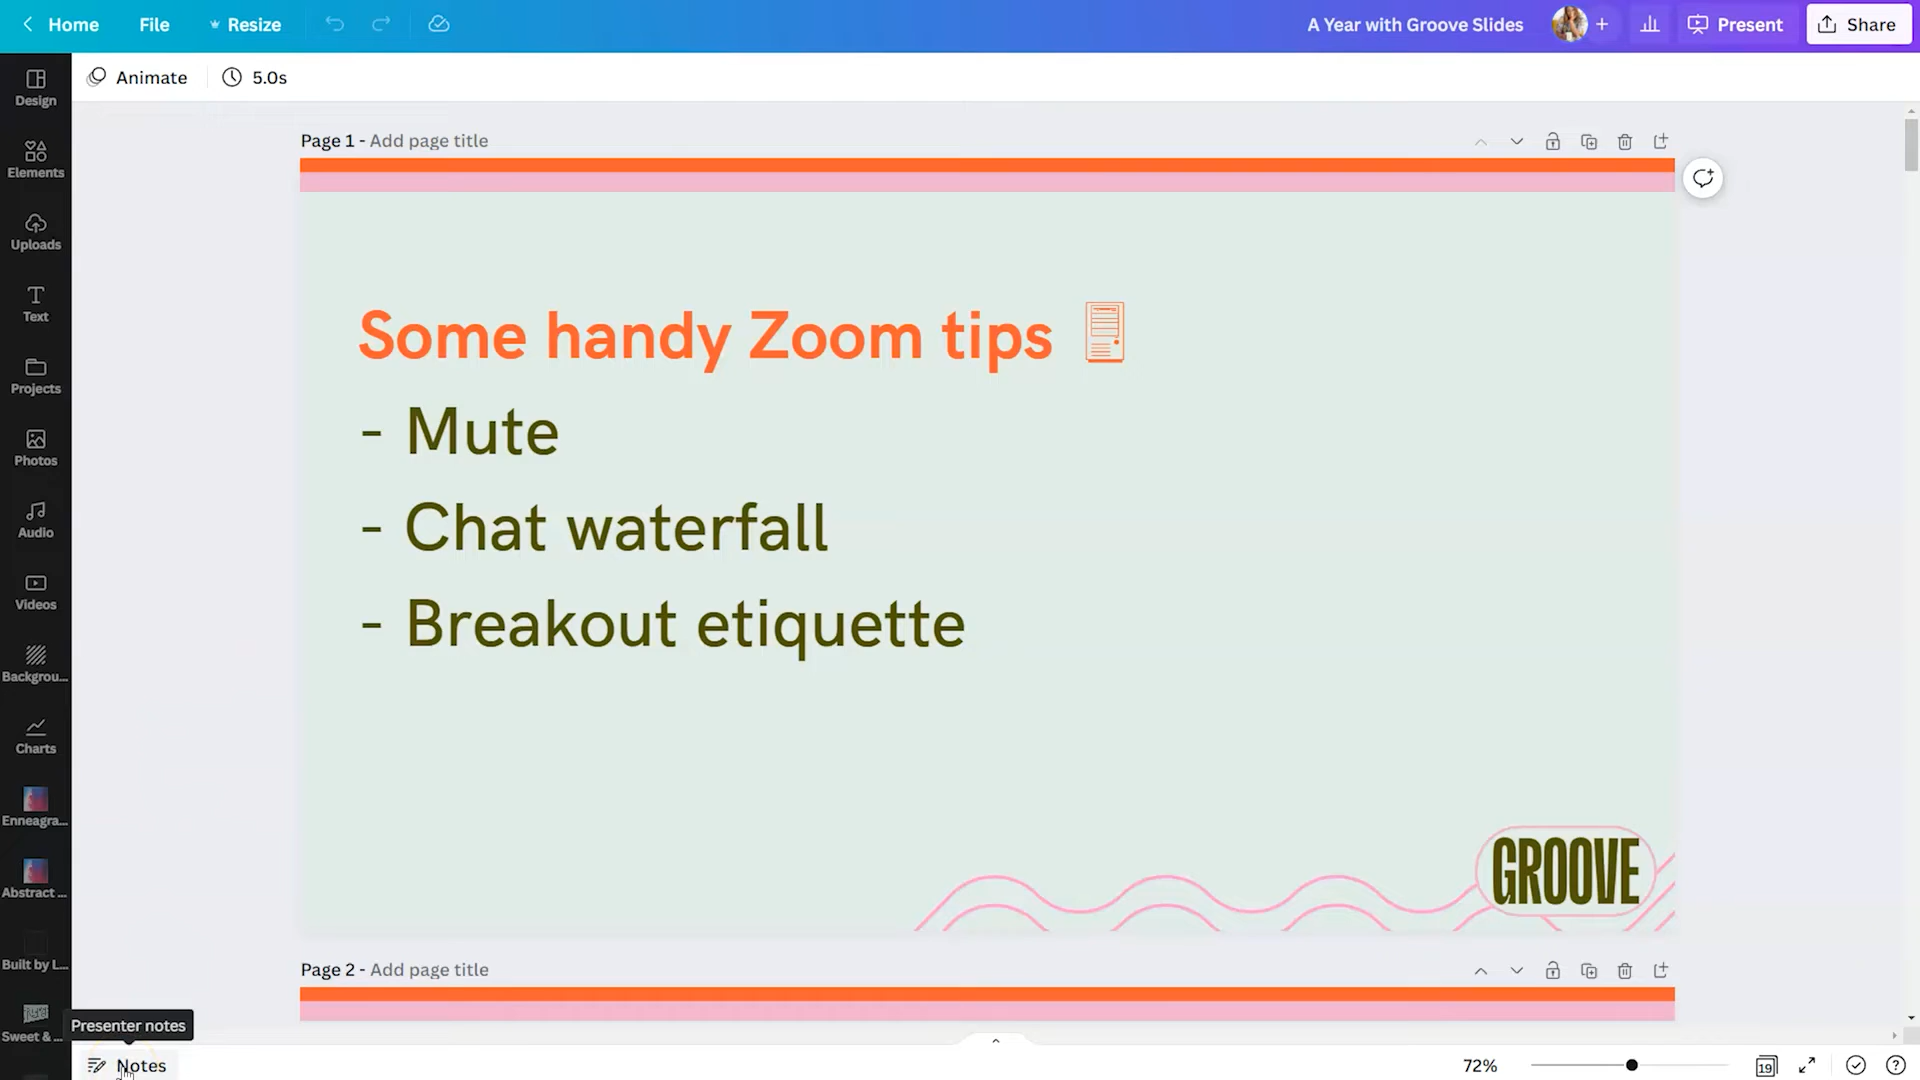 Home File Resize A Year with Groove Slides Present Share
Animate 5.0s
Design
Elements
Uploads
Text
Projects
Photos
Audio
Videos
Backgrou...
Charts
Enneagra...
Abstract ...
Built by L...
Sweet & ...
Page 1 - Add page title
Some handy Zoom tips
- Mute
- Chat waterfall
- Breakout etiquette
GROOVE
Page 2 - Add page title
Presenter notes
Notes 72% 19